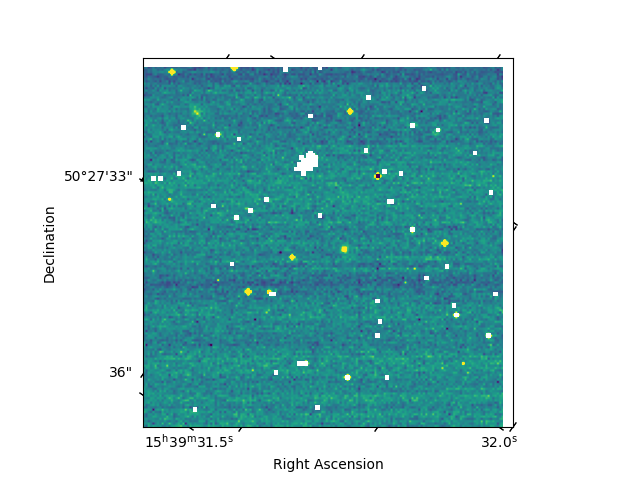 Declination
50°27'33"
36"
15ʰ39ᵐ31.5ˢ
32.0ˢ
Right Ascension